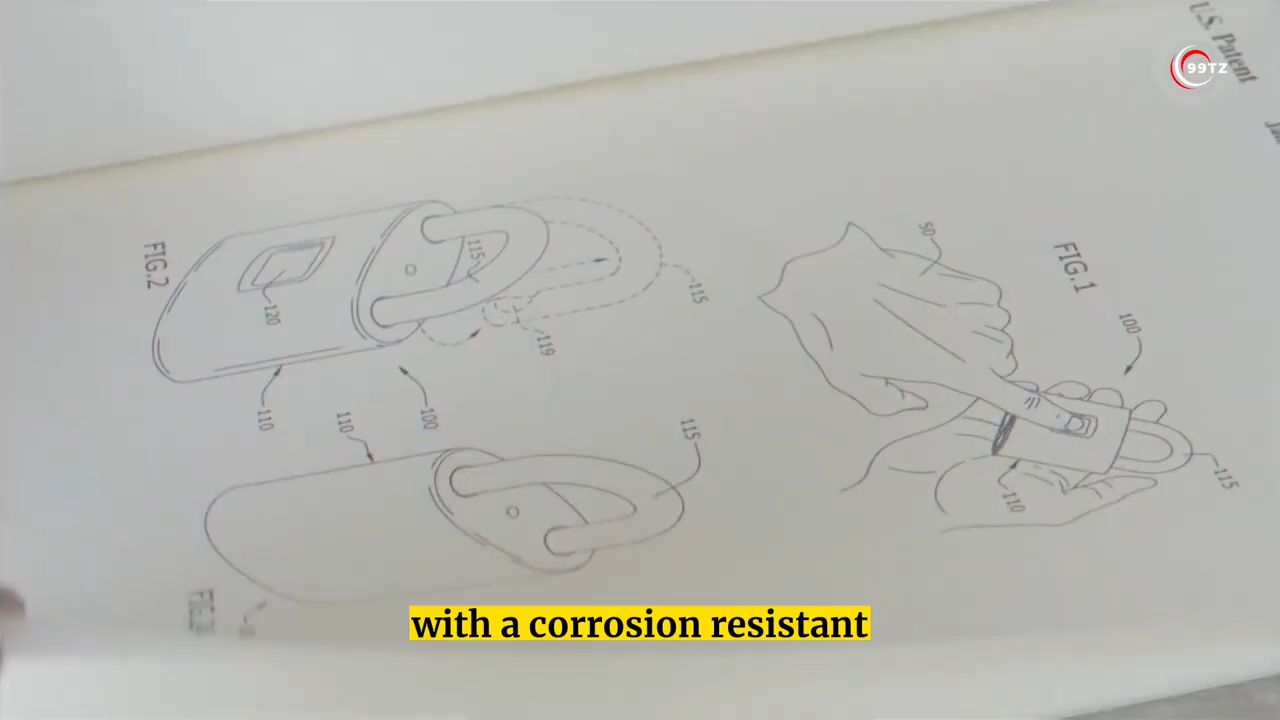 U.S. Patent
99TZ
FIG.1
50
100
115
110
FIG.2
115
115
119
120
110
100
110
115
with a corrosion resistant